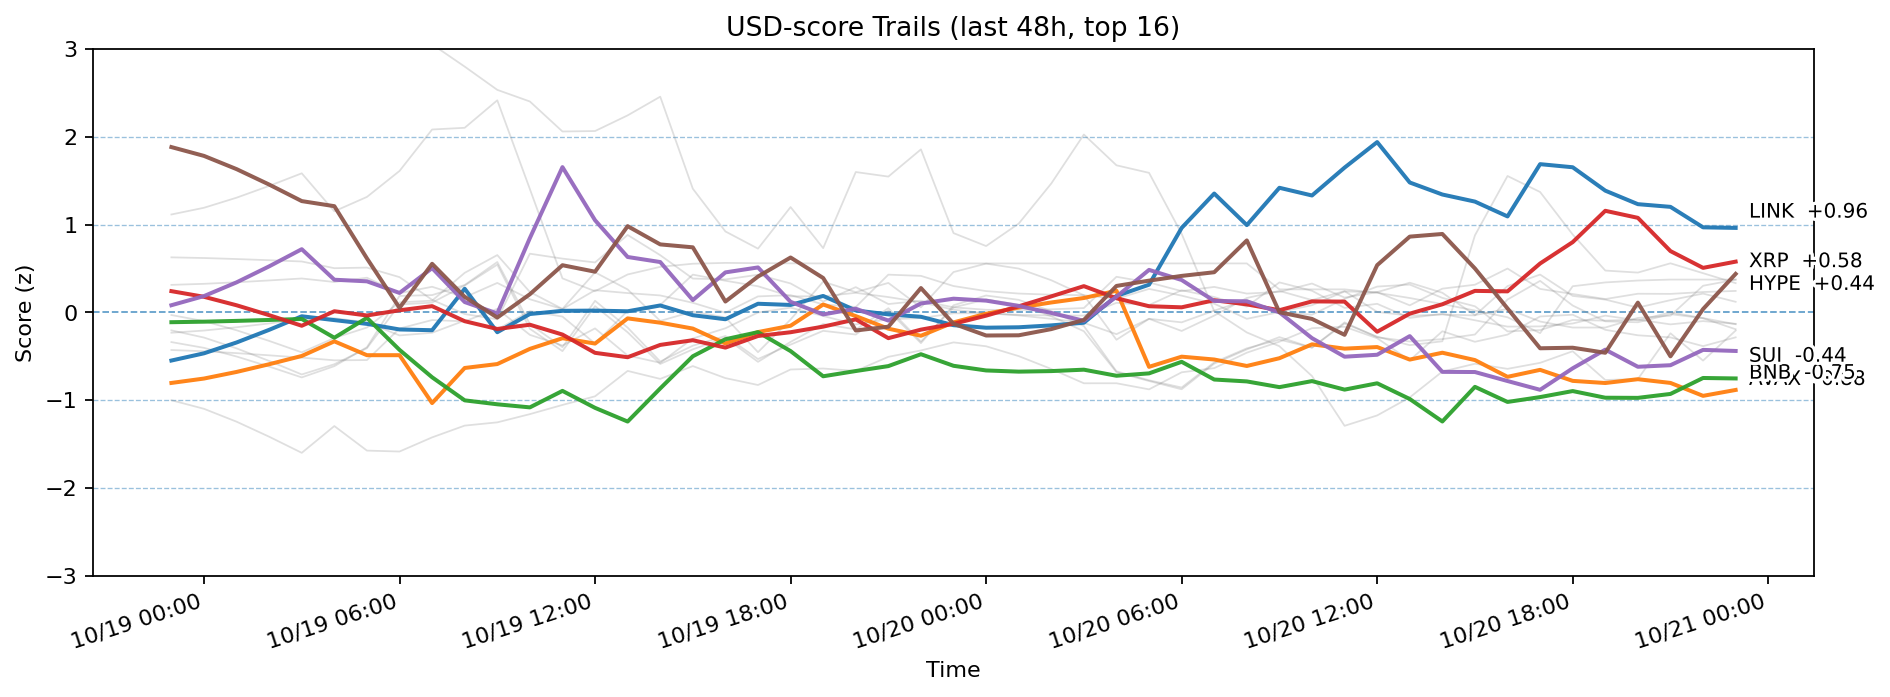 USD-score Trails (last 48h, top 16)
Score (z)
3
2
1
0
−1
−2
−3
LINK +0.96
XRP +0.58
HYPE +0.44
SUI -0.44
BNB -0.75
10/19 00:00
10/19 06:00
10/19 12:00
10/19 18:00
10/20 00:00
10/20 06:00
10/20 12:00
10/20 18:00
10/21 00:00
Time